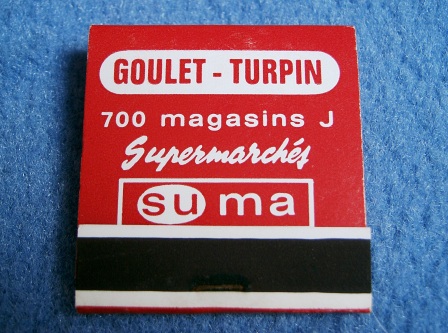 GOULET - TURPIN
700 magasins J
Supermarchés
suma